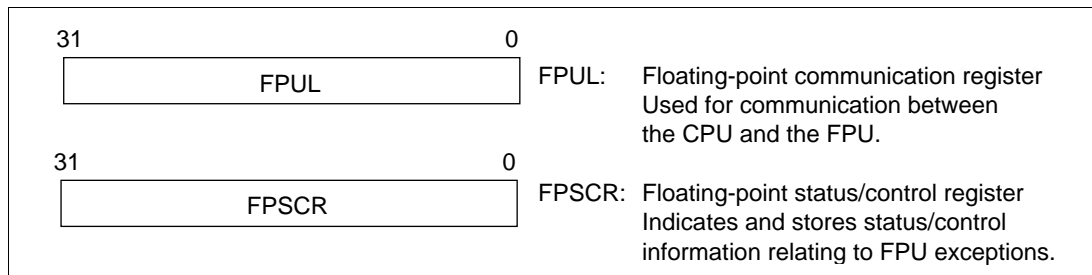 31 0
FPUL
FPUL: Floating-point communication register
Used for communication between
the CPU and the FPU.
31 0
FPSCR
FPSCR: Floating-point status/control register
Indicates and stores status/control
information relating to FPU exceptions.